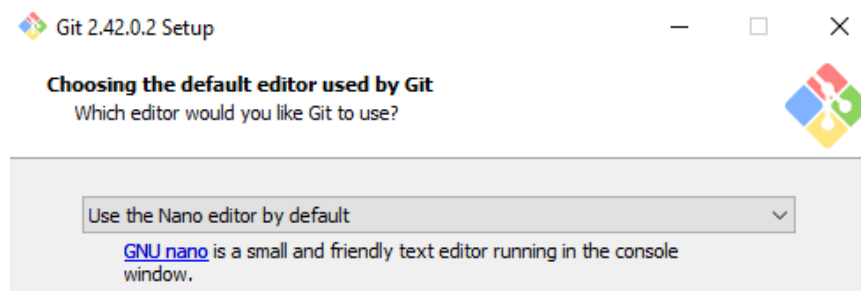 Git 2.42.0.2 Setup
Choosing the default editor used by Git
Which editor would you like Git to use?
Use the Nano editor by default
GNU nano is a small and friendly text editor running in the console
window.